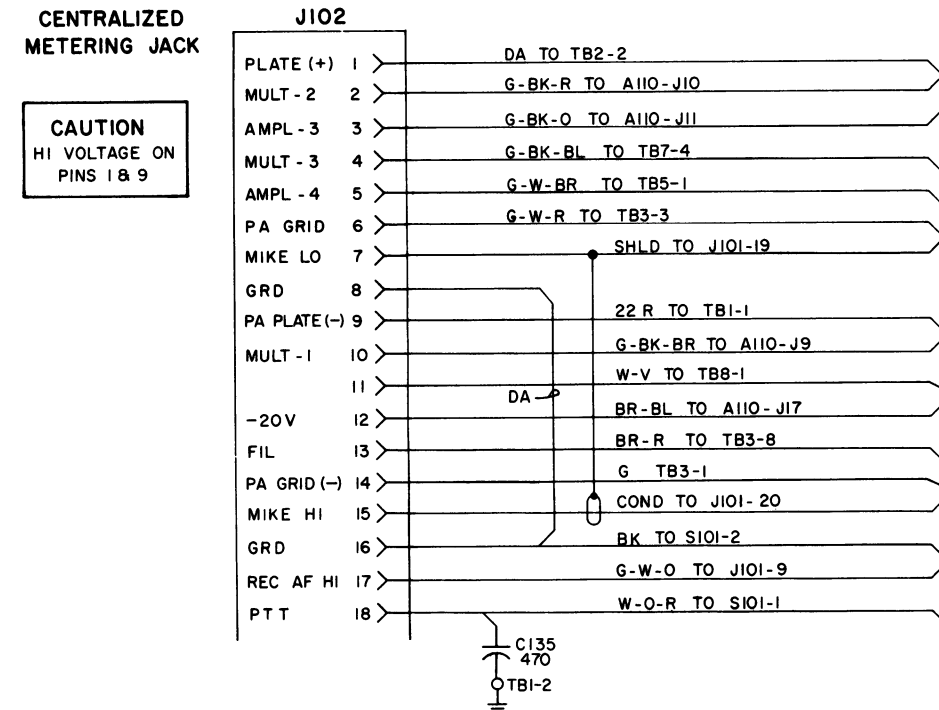 CENTRALIZED
METERING JACK
CAUTION
HI VOLTAGE ON
PINS 1 & 9
J102
PLATE (+) 1 DA TO TB2-2
MULT-2 2 G-BK-R TO A110-J10
AMPL-3 3 G-BK-O TO A110-J11
MULT-3 4 G-BK-BL TO TB7-4
AMPL-4 5 G-W-BR TO TB5-1
PA GRID 6 G-W-R TO TB3-3
MIKE LO 7 SHLD TO J101-19
GRD 8
PA PLATE (-) 9 22 R TO TB1-1
MULT-1 10 G-BK-BR TO A110-J9
11 W-V TO TB8-1
DA
-20V 12 BR-BL TO A110-J17
FIL 13 BR-R TO TB3-8
PA GRID (-) 14 G TB3-1
MIKE HI 15 COND TO J101-20
GRD 16 BK TO S101-2
REC AF HI 17 G-W-O TO J101-9
PTT 18 W-O-R TO S101-1
C135
470
TB1-2